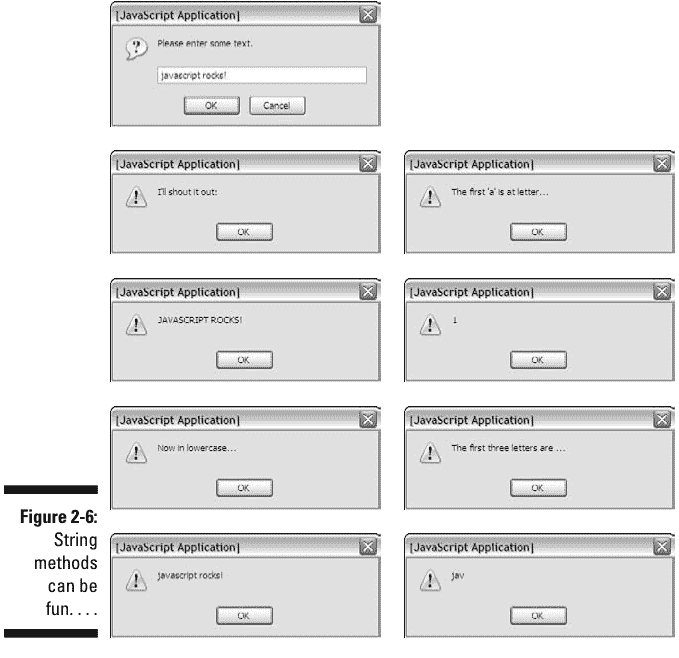 [JavaScript Application]
Please enter some text.
javascript rocks!
OK
Cancel
[JavaScript Application]
I'll shout it out:
OK
[JavaScript Application]
JAVASCRIPT ROCKS!
OK
[JavaScript Application]
Now in lowercase...
OK
[JavaScript Application]
javascript rocks!
OK
[JavaScript Application]
The first 'a' is at letter...
OK
[JavaScript Application]
1
OK
[JavaScript Application]
The first three letters are ...
OK
[JavaScript Application]
jav
OK
Figure 2-6:
String
methods
can be
fun. . . .